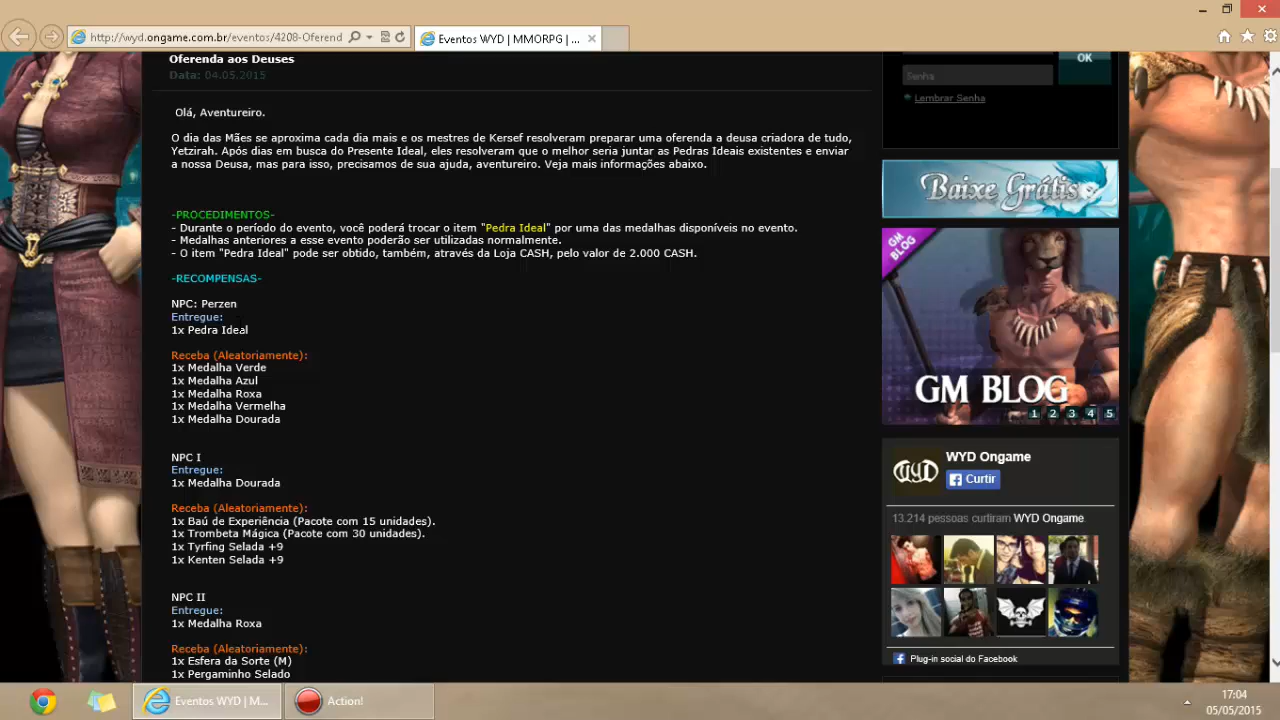 http://wyd.ongame.com.br/eventos/4208-Oferend
Eventos WYD | MMORPG | ...
Oferenda aos Deuses
Data: 04.05.2015
Olá, Aventureiro.
O dia das Mães se aproxima cada dia mais e os mestres de Kersef resolveram preparar uma oferenda a deusa criadora de tudo,
Yetzirah. Após dias em busca do Presente Ideal, eles resolveram que o melhor seria juntar as Pedras Ideais existentes e enviar
a nossa Deusa, mas para isso, precisamos de sua ajuda, aventureiro. Veja mais informações abaixo.
-PROCEDIMENTOS-
- Durante o período do evento, você poderá trocar o item "Pedra Ideal" por uma das medalhas disponíveis no evento.
- Medalhas anteriores a esse evento poderão ser utilizadas normalmente.
- O item "Pedra Ideal" pode ser obtido, também, através da Loja CASH, pelo valor de 2.000 CASH.
-RECOMPENSAS-
NPC: Perzen
Entregue:
1x Pedra Ideal
Receba (Aleatoriamente):
1x Medalha Verde
1x Medalha Azul
1x Medalha Roxa
1x Medalha Vermelha
1x Medalha Dourada
NPC I
Entregue:
1x Medalha Dourada
Receba (Aleatoriamente):
1x Baú de Experiência (Pacote com 15 unidades).
1x Trombeta Mágica (Pacote com 30 unidades).
1x Tyrfing Selada +9
1x Kenten Selada +9
NPC II
Entregue:
1x Medalha Roxa
Receba (Aleatoriamente):
1x Esfera da Sorte (M)
1x Pergaminho Selado
Senha
OK
Lembrar Senha
Baixe Grátis
GM
BLOG
GM BLOG
1 2 3 4 5
WYD
WYD Ongame
Curtir
13.214 pessoas curtiram WYD Ongame
Plug-in social do Facebook
Eventos WYD | M...
Action!
17:04
05/05/2015